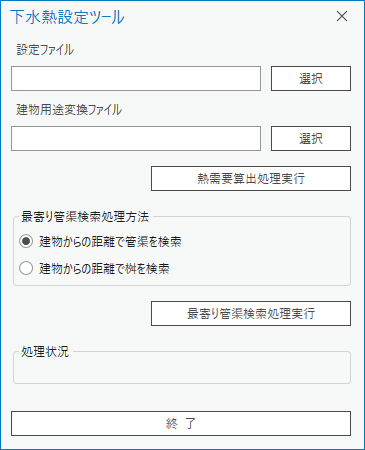 下水熱設定ツール
設定ファイル
選択
建物用途変換ファイル
選択
熱需要算出処理実行
最寄り管渠検索処理方法
建物からの距離で管渠を検索
建物からの距離で桝を検索
最寄り管渠検索処理実行
処理状況
終 了